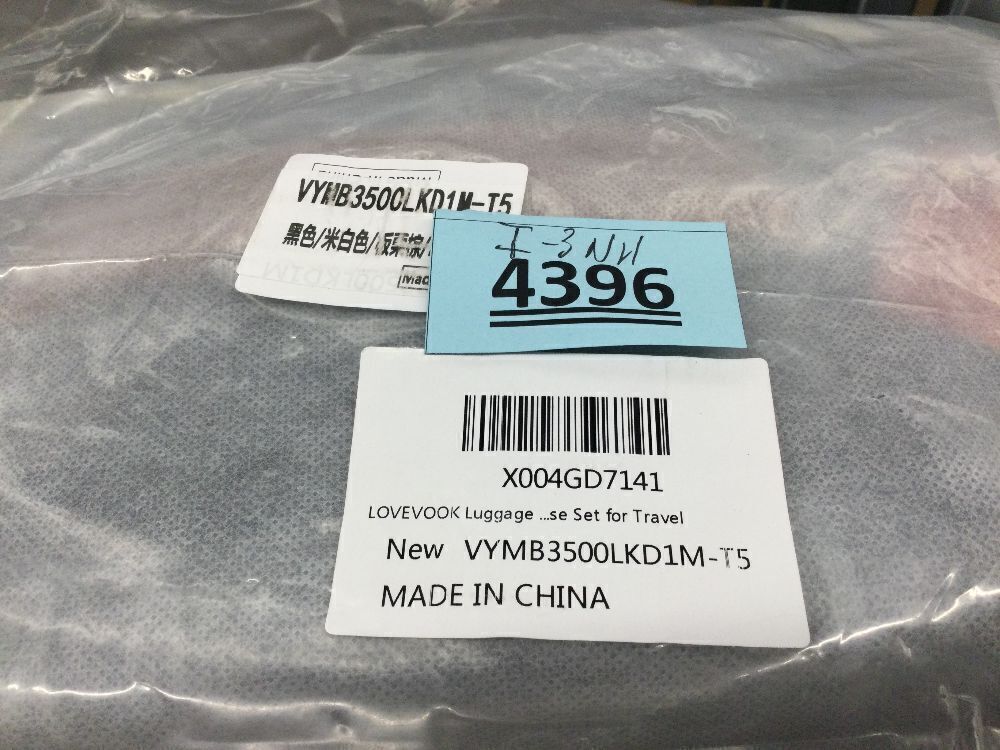 VYMB3500LKD1M-T5
黑色/米白色/
Mad
4396
X004GD7141
LOVEVOOK Luggage ...se Set for Travel
New VYMB3500LKD1M-T5
MADE IN CHINA